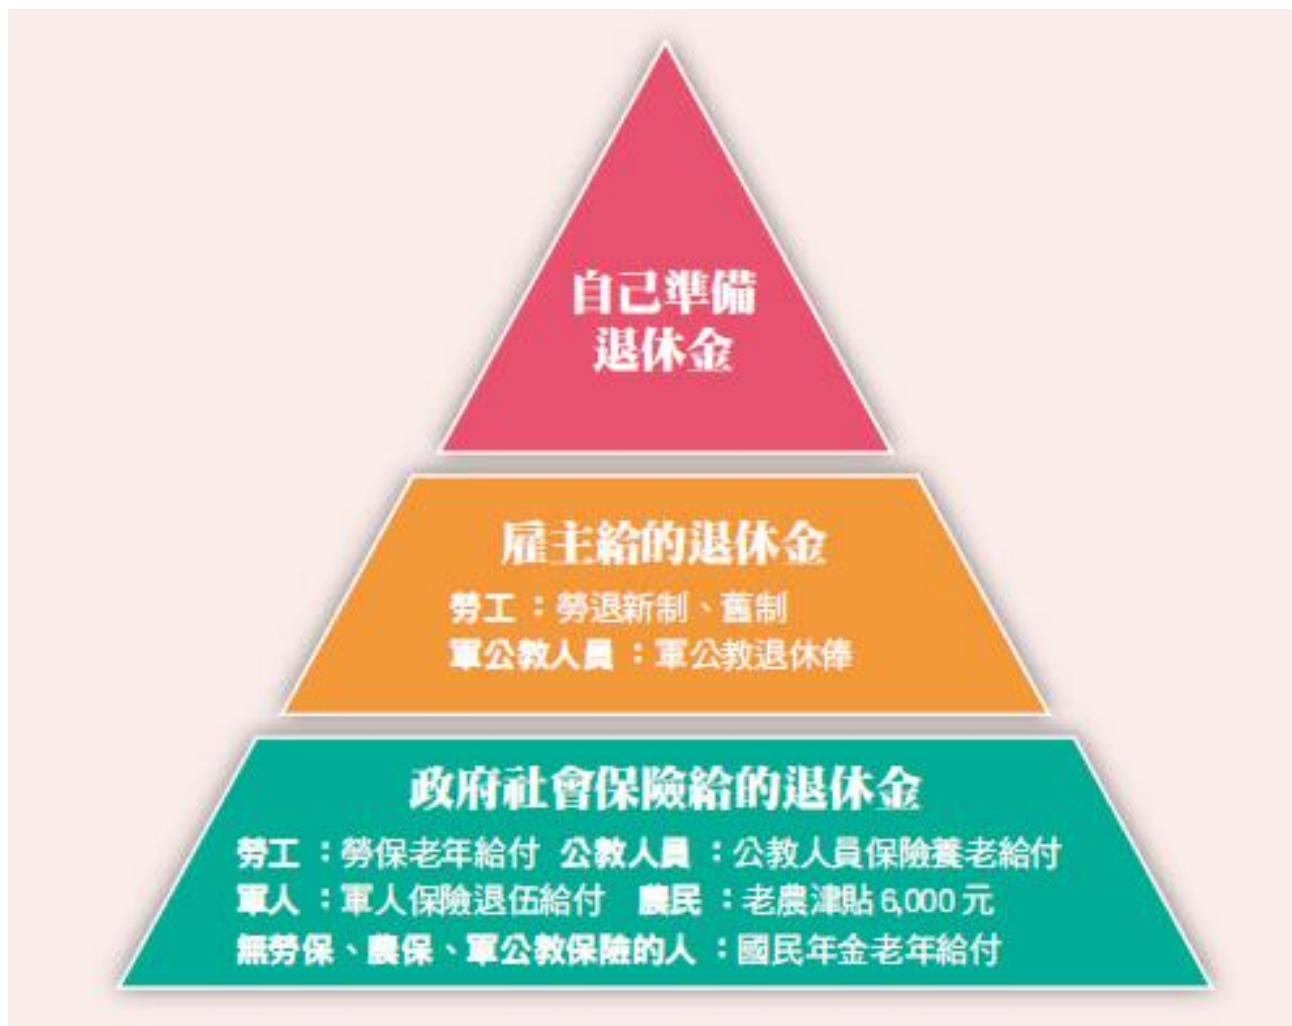 自己準備
退休金
雇主給的退休金
勞工：勞退新制、舊制
軍公教人員：軍公教退休俸
政府社會保險給的退休金
勞工：勞保老年給付 公教人員：公教人員保險養老給付
軍人：軍人保險退伍給付 農民：老農津貼 6,000 元
無勞保、農保、軍公教保險的人：國民年金老年給付